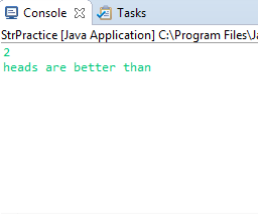 Console Tasks
StrPractice [Java Application] C:\Program Files\Ja
2
heads are better than